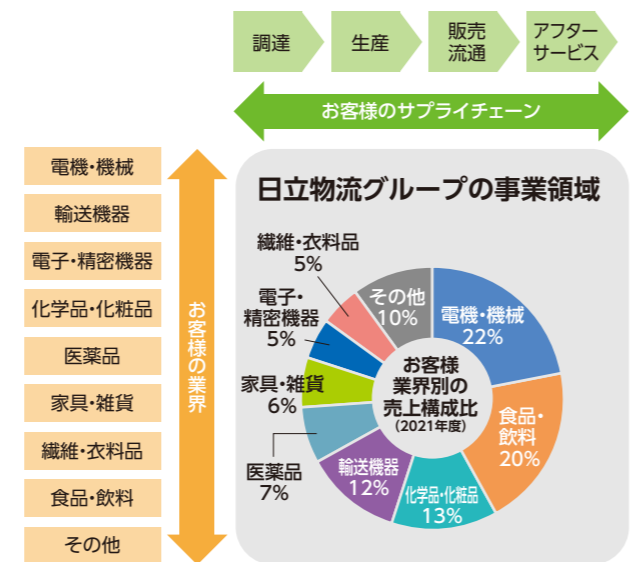 調達
生産
販売
流通
アフター
サービス
お客様のサプライチェーン
電機・機械
輸送機器
電子・精密機器
化学品・化粧品
医薬品
家具・雑貨
繊維・衣料品
食品・飲料
その他
お客様の業界
日立物流グループの事業領域
電機・機械
22%
食品・
飲料
20%
化学品・化粧品
13%
輸送機器
12%
医薬品
7%
家具・雑貨
6%
電子・
精密機器
5%
繊維・衣料品
5%
その他
10%
お客様
業界別の
売上構成比
(2021年度)